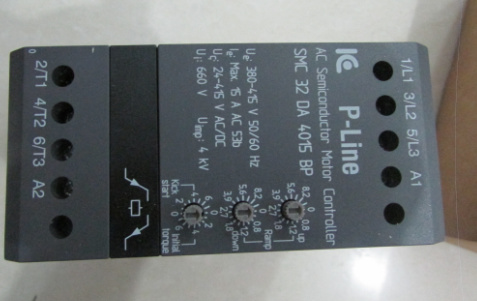 1/L1 3/L2 5/L3 A1
IC P-Line
AC Semiconductor Motor Controller
SMC 32 DA 4015 BP
Ue: 380-415 V 50/60 Hz
Ie: Max. 15 A AC 53b
Uc: 24-415 V AC/DC
Ui: 660 V Uimp: 4 kV
Ramp
up
down
Kick
start
Initial
torque
2/T1 4/T2 6/T3 A2